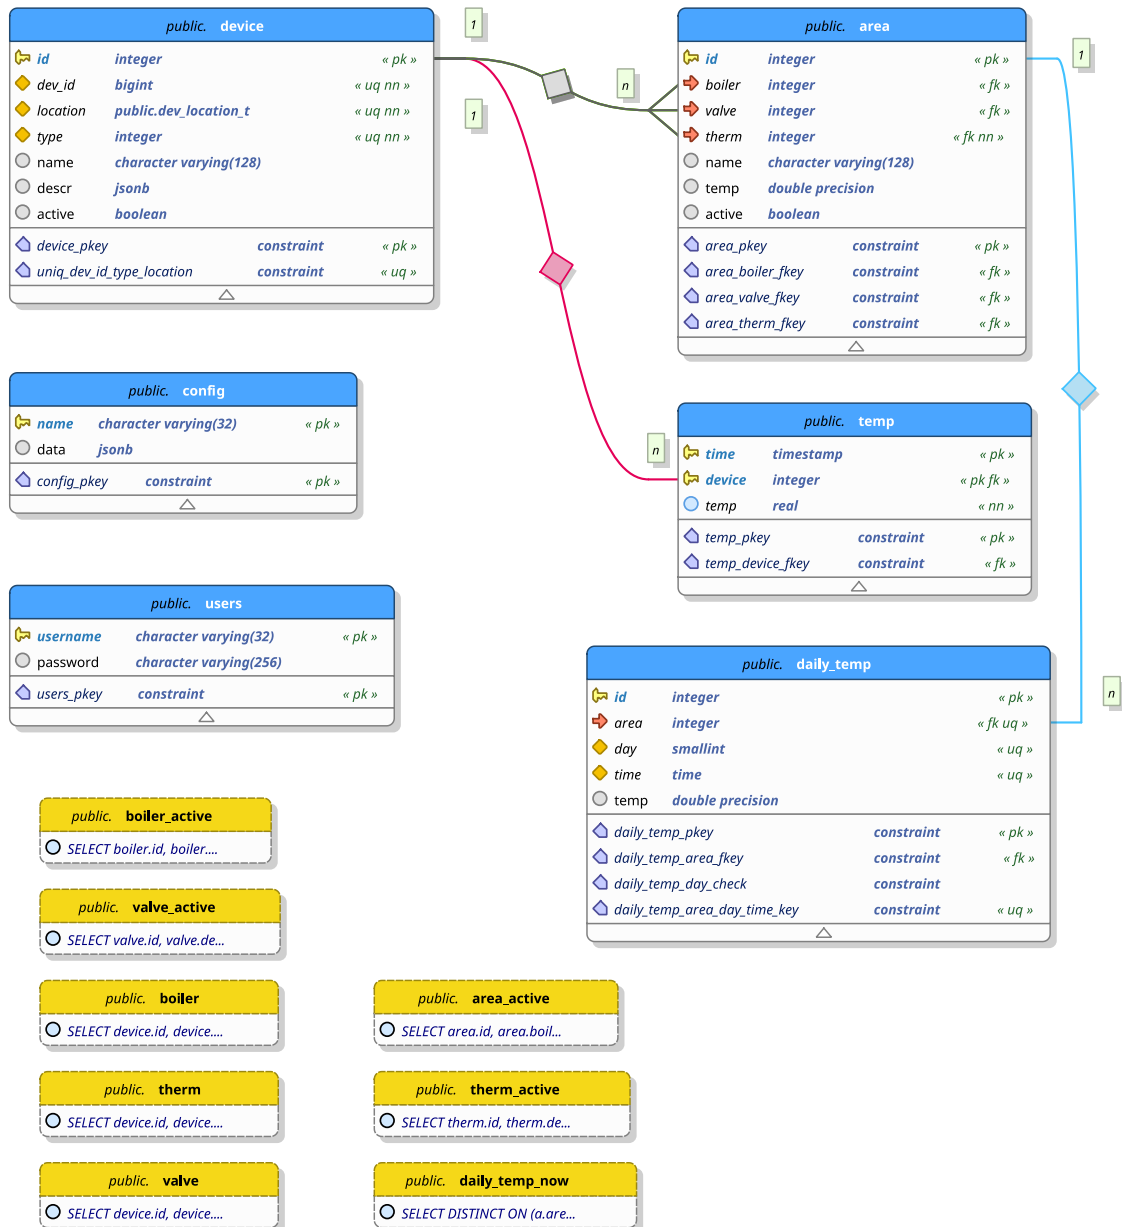 public. device
id integer « pk »
dev_id bigint « uq nn »
location public.dev_location_t « uq nn »
type integer « uq nn »
name character varying(128)
descr jsonb
active boolean
device_pkey constraint « pk »
uniq_dev_id_type_location constraint « uq »
1
1
n
n
public. area
id integer « pk »
boiler integer « fk »
valve integer « fk »
therm integer « fk nn »
name character varying(128)
temp double precision
active boolean
area_pkey constraint « pk »
area_boiler_fkey constraint « fk »
area_valve_fkey constraint « fk »
area_therm_fkey constraint « fk »
1
n
public. config
name character varying(32) « pk »
data jsonb
config_pkey constraint « pk »
public. temp
time timestamp « pk »
device integer « pk fk »
temp real « nn »
temp_pkey constraint « pk »
temp_device_fkey constraint « fk »
public. users
username character varying(32) « pk »
password character varying(256)
users_pkey constraint « pk »
public. daily_temp
id integer « pk »
area integer « fk uq »
day smallint « uq »
time time « uq »
temp double precision
daily_temp_pkey constraint « pk »
daily_temp_area_fkey constraint « fk »
daily_temp_day_check constraint
daily_temp_area_day_time_key constraint « uq »
public. boiler_active
SELECT boiler.id, boiler....
public. valve_active
SELECT valve.id, valve.de...
public. boiler
SELECT device.id, device....
public. area_active
SELECT area.id, area.boil...
public. therm
SELECT device.id, device....
public. therm_active
SELECT therm.id, therm.de...
public. valve
SELECT device.id, device....
public. daily_temp_now
SELECT DISTINCT ON (a.are...